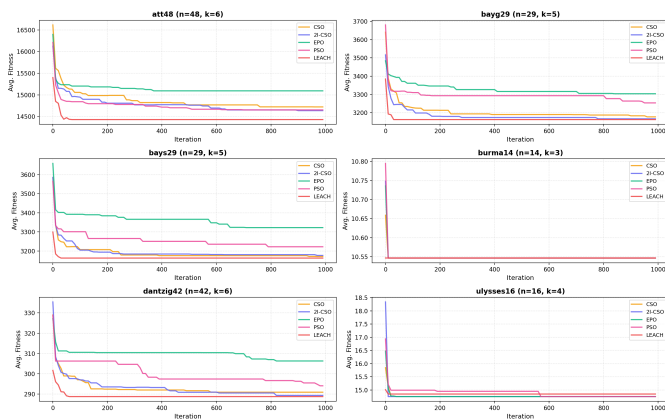 att48 (n=48, k=6)
Avg. Fitness
16500
16000
15500
15000
14500
0
200
400
600
800
1000
Iteration
CSO
2I-CSO
EPO
PSO
LEACH
bayg29 (n=29, k=5)
Avg. Fitness
3700
3600
3500
3400
3300
3200
0
200
400
600
800
1000
Iteration
CSO
2I-CSO
EPO
PSO
LEACH
bays29 (n=29, k=5)
Avg. Fitness
3600
3500
3400
3300
3200
0
200
400
600
800
1000
Iteration
CSO
2I-CSO
EPO
PSO
LEACH
burma14 (n=14, k=3)
Avg. Fitness
10.80
10.75
10.70
10.65
10.60
10.55
0
200
400
600
800
1000
Iteration
CSO
2I-CSO
EPO
PSO
LEACH
dantzig42 (n=42, k=6)
Avg. Fitness
330
320
310
300
290
0
200
400
600
800
1000
Iteration
CSO
2I-CSO
EPO
PSO
LEACH
ulysses16 (n=16, k=4)
Avg. Fitness
18.5
18.0
17.5
17.0
16.5
16.0
15.5
15.0
0
200
400
600
800
1000
Iteration
CSO
2I-CSO
EPO
PSO
LEACH